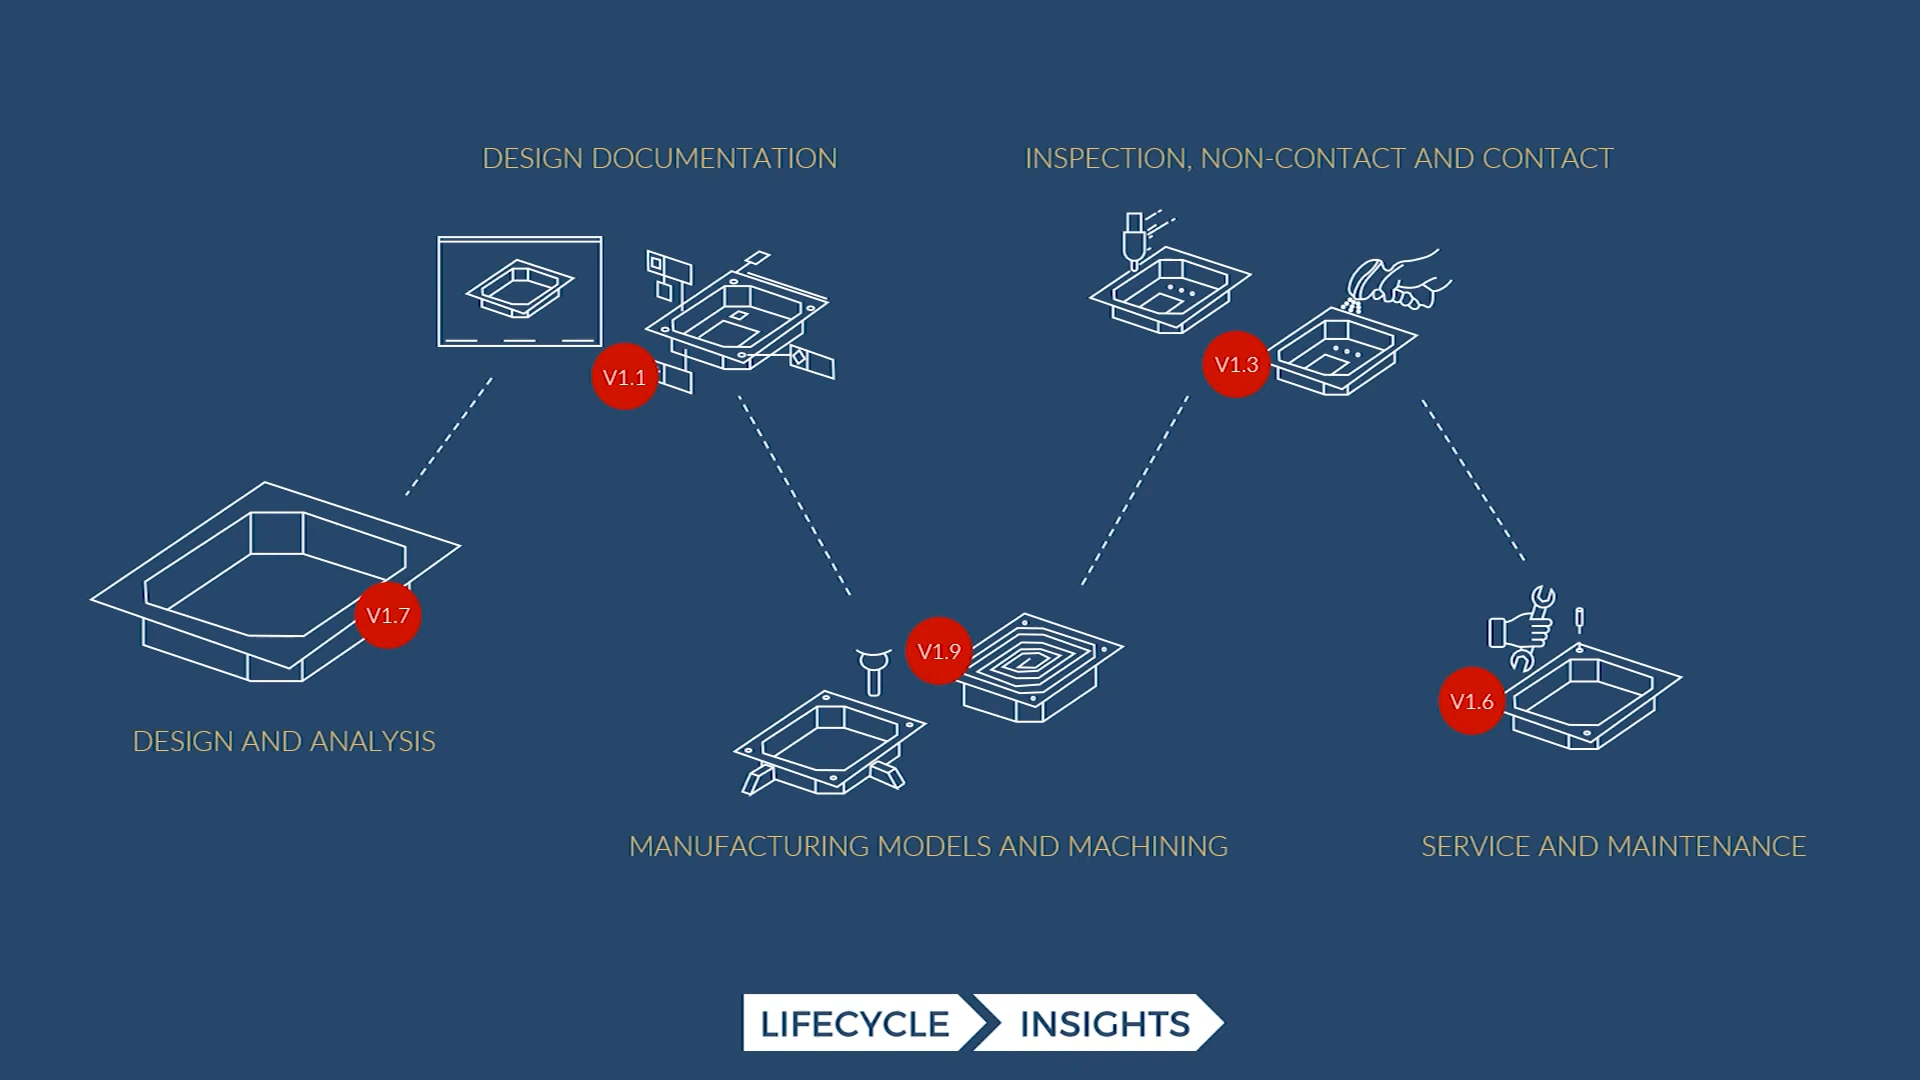 DESIGN DOCUMENTATION
INSPECTION, NON-CONTACT AND CONTACT
V1.1
V1.3
V1.7
DESIGN AND ANALYSIS
V1.9
MANUFACTURING MODELS AND MACHINING
V1.6
SERVICE AND MAINTENANCE
LIFECYCLE INSIGHTS